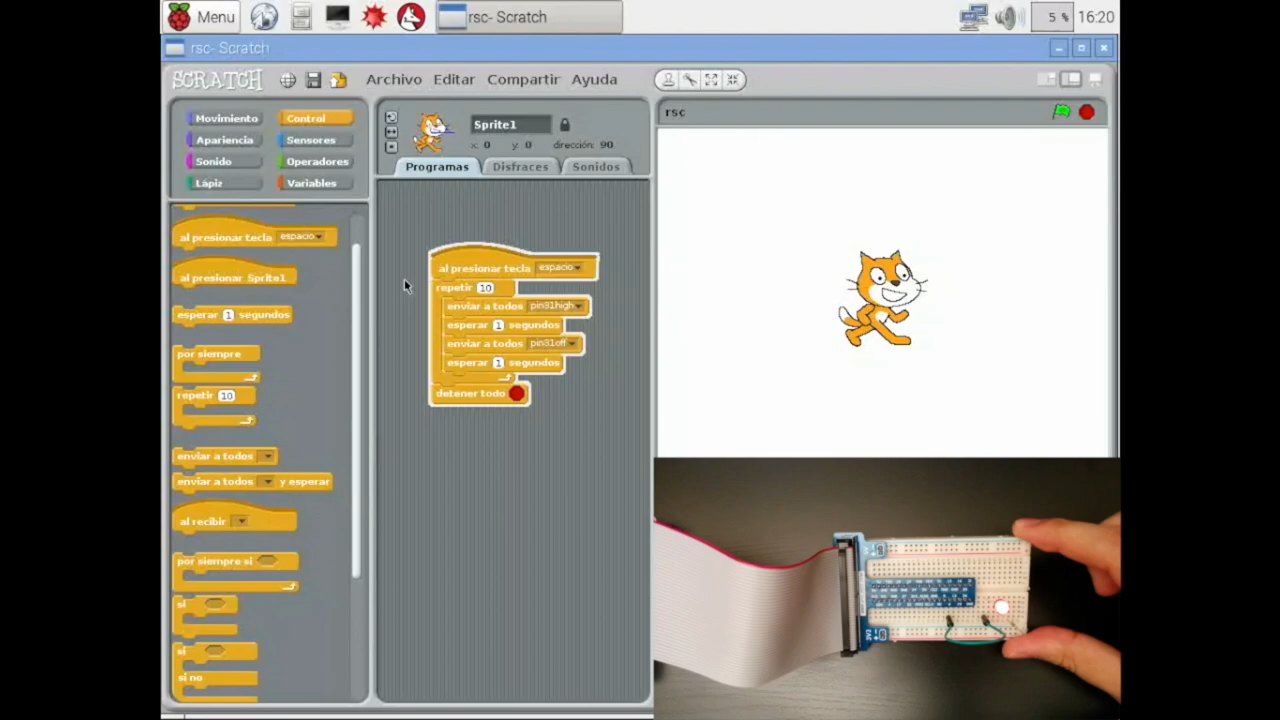 Menu
rsc- Scratch
5 %
16:20
rsc- Scratch
SCRATCH
Archivo
Editar
Compartir
Ayuda
Movimiento
Control
Apariencia
Sensores
Sonido
Operadores
Lápiz
Variables
al presionar tecla espacio
al presionar Sprite1
esperar 1 segundos
por siempre
repetir 10
enviar a todos
enviar a todos y esperar
al recibir
por siempre si
si
si
si no
Sprite1
x: 0 y: 0 dirección: 90
Programas
Disfraces
Sonidos
al presionar tecla espacio
repetir 10
enviar a todos pin31high
esperar 1 segundos
enviar a todos pin31off
esperar 1 segundos
detener todo
rsc